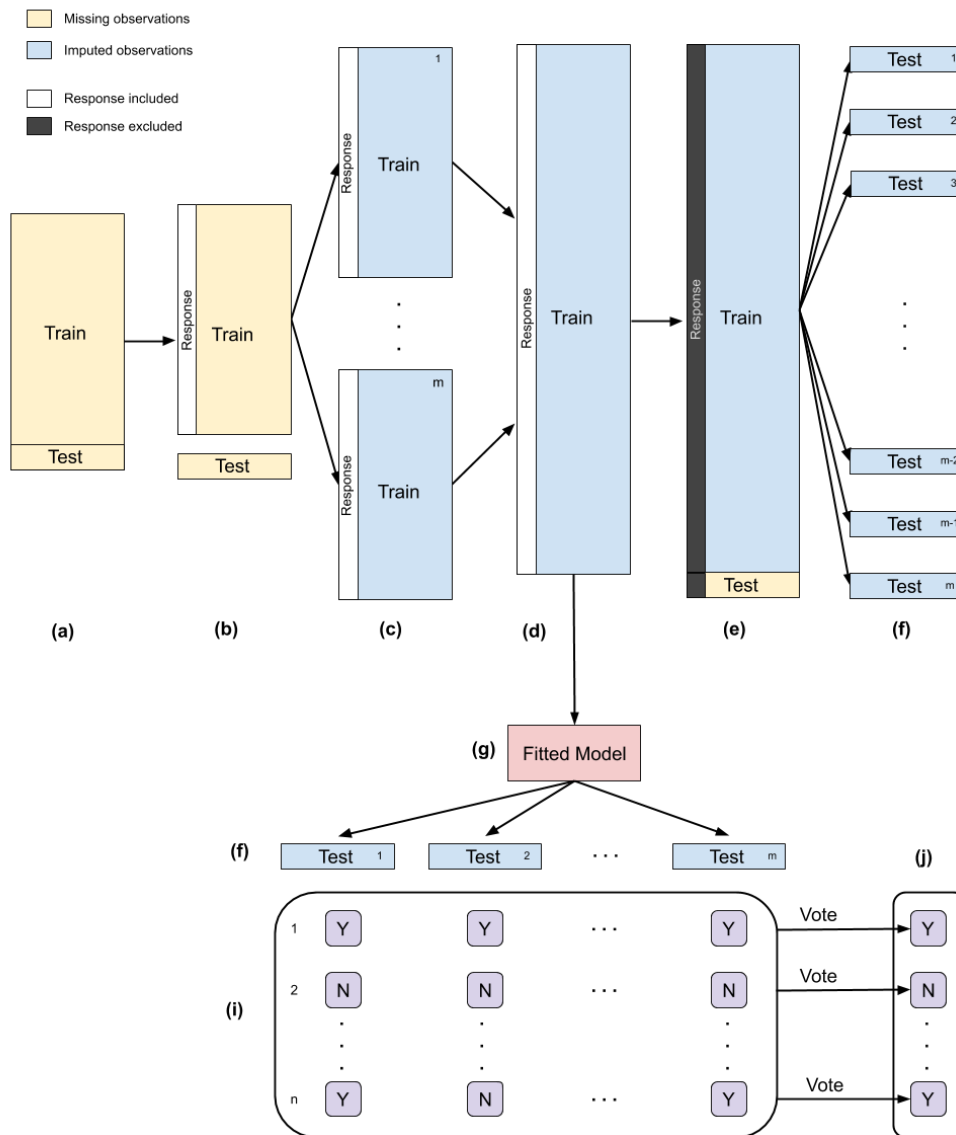 Missing observations
Imputed observations
Response included
Response excluded
Train
Test
(a)
Response
Train
Test
(b)
Response
Train
1
. . .
Response
Train
m
(c)
Response
Train
(d)
Response
Train
Test
(e)
Test 1
Test 2
Test 3
. . .
Test m-2
Test m-1
Test m
(f)
(g)
Fitted Model
(f)
Test 1
Test 2
. . .
Test m
(j)
(i)
1 Y Y . . . Y Vote Y
2 N N . . . N Vote N
. . . . . . . . . . . .
n Y N . . . Y Vote Y